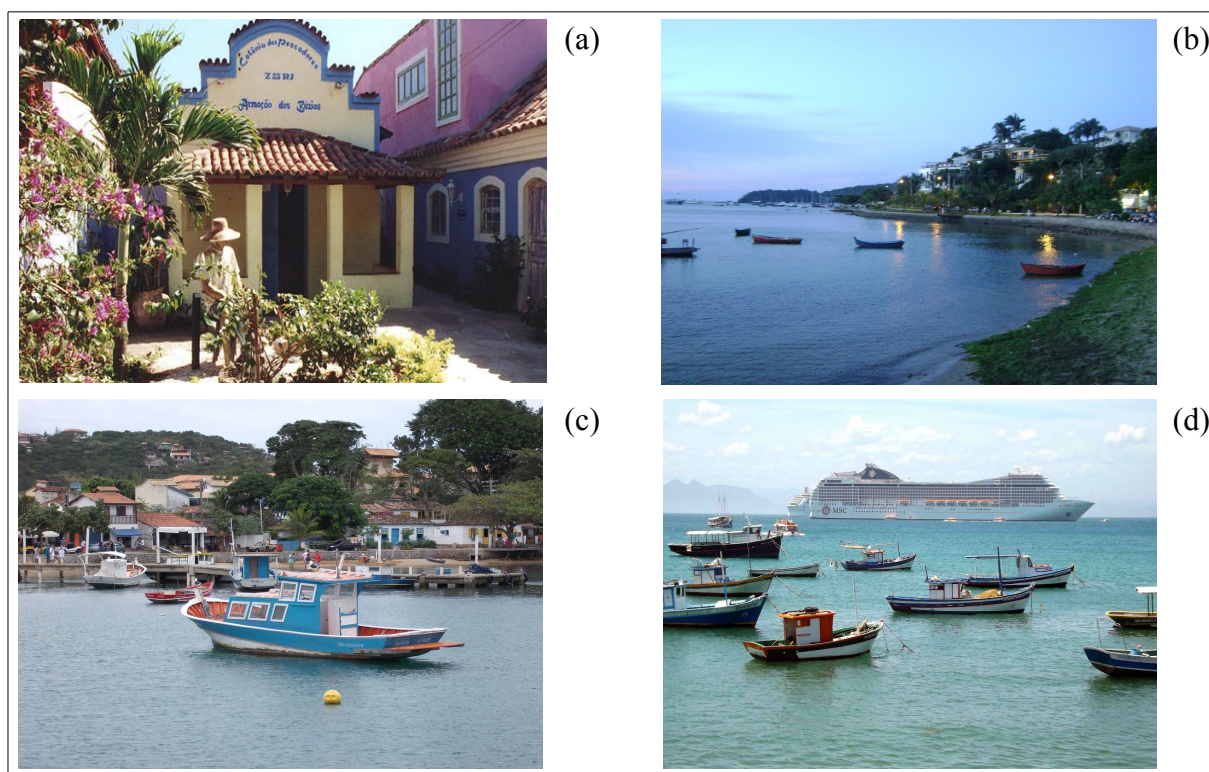 (a)
Colônia dos Pescadores
Z 23 RJ
Armação dos Búzios
(b)
(c)
(d)
MSC